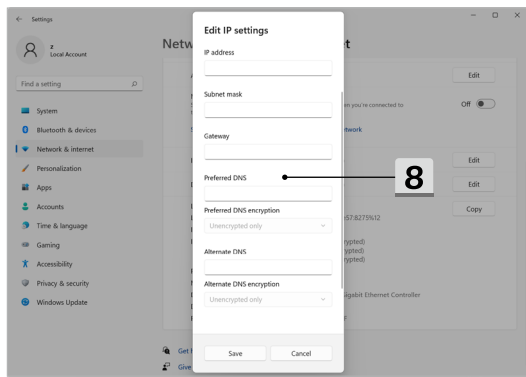 Settings
z
Local Account
Find a setting
System
Bluetooth & devices
Network & internet
Personalization
Apps
Accounts
Time & language
Gaming
Accessibility
Privacy & security
Windows Update
Edit IP settings
IP address
Subnet mask
Gateway
Preferred DNS
8
Preferred DNS encryption
Unencrypted only
Alternate DNS
Alternate DNS encryption
Unencrypted only
Save
Cancel
Netw
et
Edit
en you're connected to
Off
etwork
Edit
Edit
Copy
:57:B275%12
rypted)
rypted)
rypted)
Gigabit Ethernet Controller
Get
Give